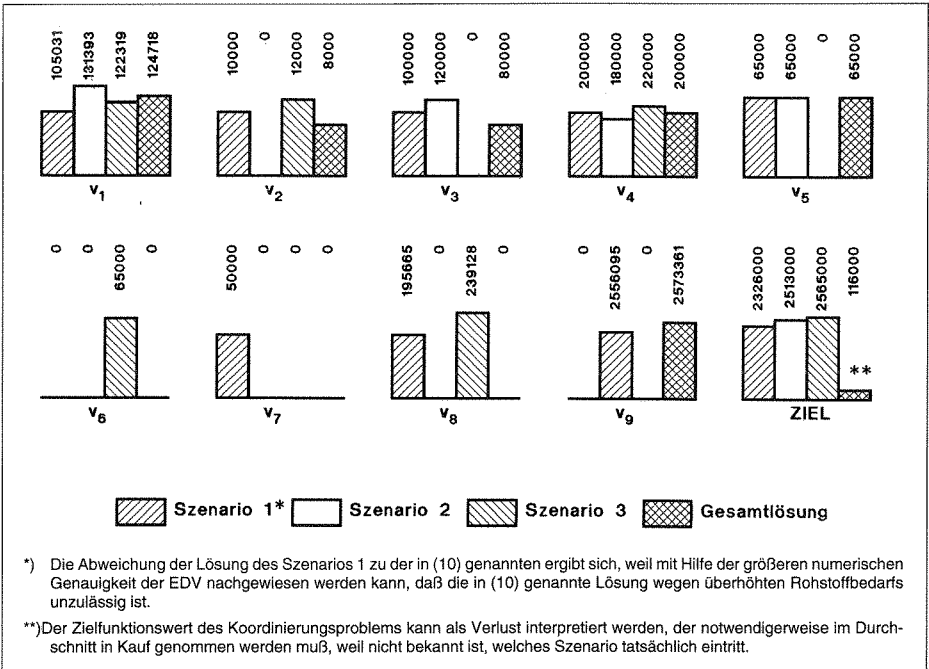 105031 131393 122319 124718
10000 0 12000 8000
100000 120000 0 80000
200000 180000 220000 200000
65000 65000 0 65000
v1 v2 v3 v4 v5
0 0 65000 0
50000 0 0 0
195665 0 239128 0
0 2556095 0 2573361
2326000 2513000 2565000 116000
**
v6 v7 v8 v9 ZIEL
Szenario 1* Szenario 2 Szenario 3 Gesamtlösung
*) Die Abweichung der Lösung des Szenarios 1 zu der in (10) genannten ergibt sich, weil mit Hilfe der größeren numerischen
Genauigkeit der EDV nachgewiesen werden kann, daß die in (10) genannte Lösung wegen überhöhten Rohstoffbedarfs
unzulässig ist.
**)Der Zielfunktionswert des Koordinierungsproblems kann als Verlust interpretiert werden, der notwendigerweise im Durch-
schnitt in Kauf genommen werden muß, weil nicht bekannt ist, welches Szenario tatsächlich eintritt.